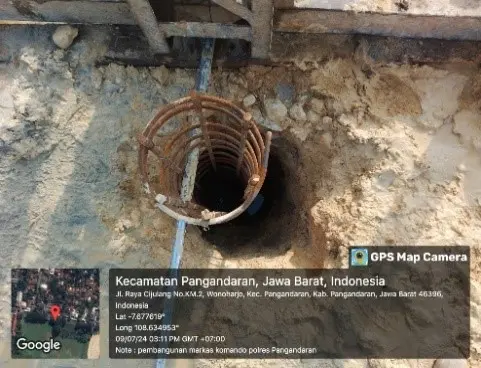 GPS Map Camera
Kecamatan Pangandaran, Jawa Barat, Indonesia
Jl. Raya Cijulang No.KM.2, Wonoharjo, Kec. Pangandaran, Kab. Pangandaran, Jawa Barat 46396,
Indonesia
Lat -7.677619°
Long 108.634953°
09/07/24 03:11 PM GMT +07:00
Note : pembangunan markas komando polres Pangandaran
Google